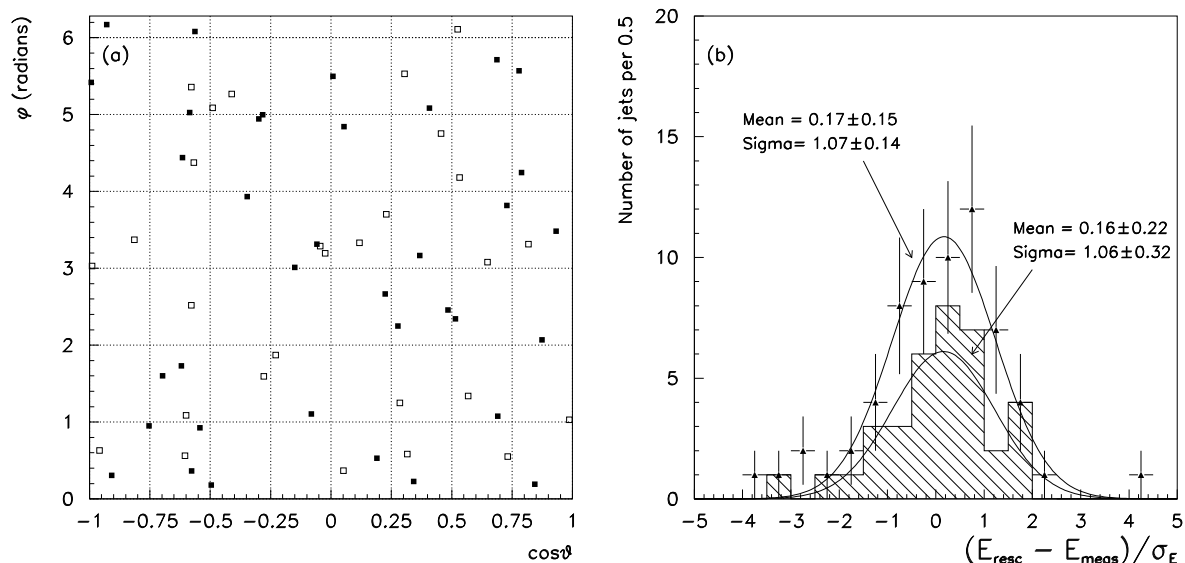 (a)
φ (radians)
6
5
4
3
2
1
0
-1 -0.75 -0.5 -0.25 0 0.25 0.5 0.75 1
cosϑ
(b)
Number of jets per 0.5
20
15
10
5
0
Mean = 0.17±0.15
Sigma= 1.07±0.14
Mean = 0.16±0.22
Sigma= 1.06±0.32
-5 -4 -3 -2 -1 0 1 2 3 4 5
(E_resc - E_meas)/σ_E